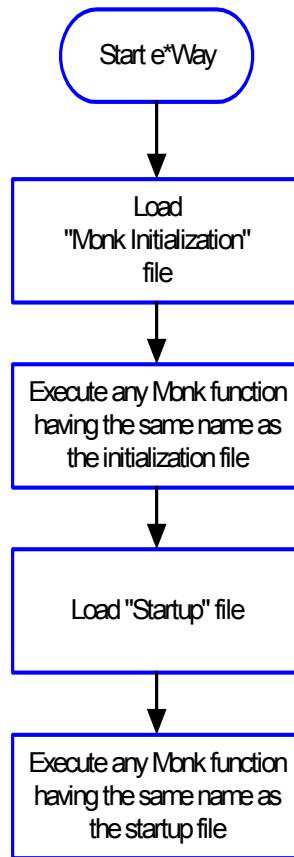 Start e*Way
Load
"Monk Initialization"
file
Execute any Monk function
having the same name as
the initialization file
Load "Startup" file
Execute any Monk function
having the same name as
the startup file